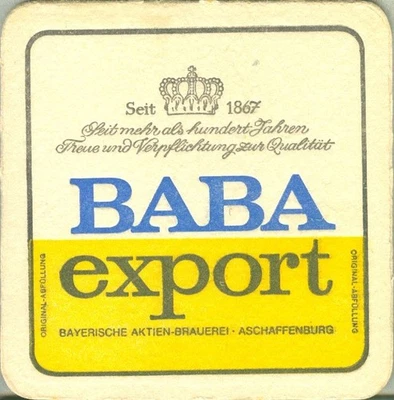 Seit 1867
Seit mehr als hundert Jahren
Treue und Verpflichtung zur Qualität
BABA
export
BAYERISCHE AKTIEN-BRAUEREI · ASCHAFFENBURG
ORIGINAL-ABFÜLLUNG
ORIGINAL-ABFÜLLUNG